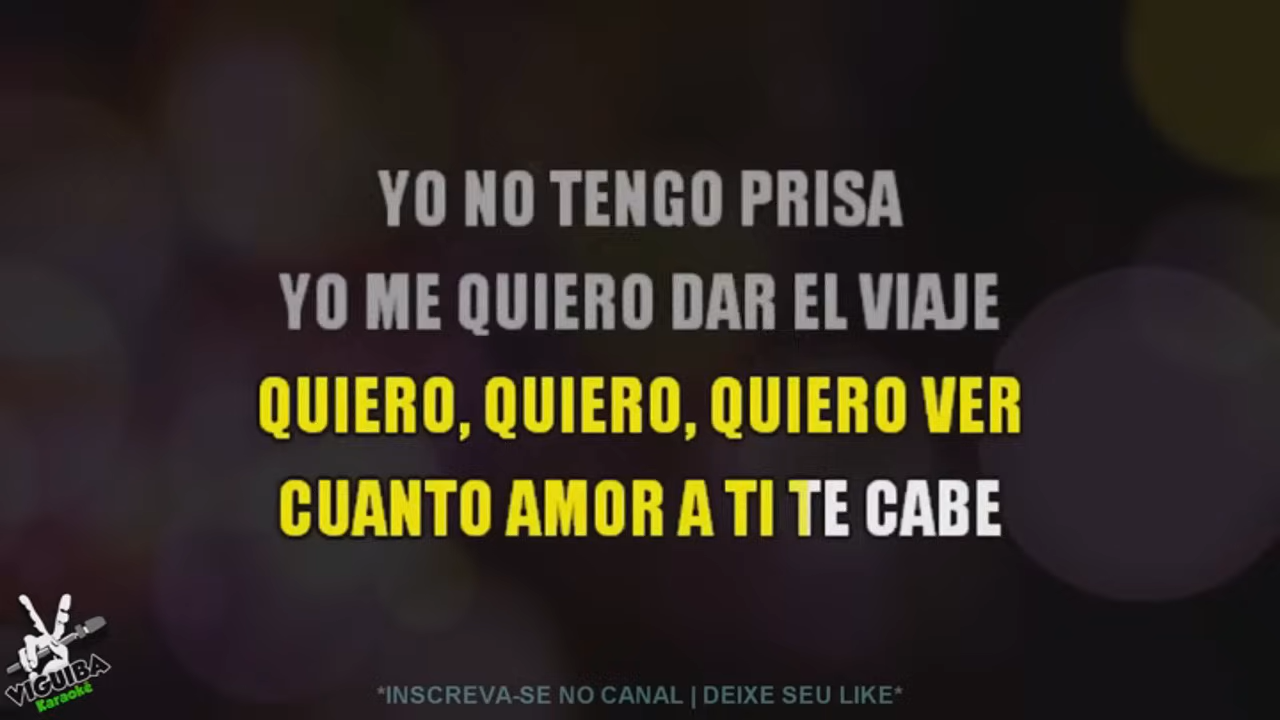 YO NO TENGO PRISA
YO ME QUIERO DAR EL VIAJE
QUIERO, QUIERO, QUIERO VER
CUANTO AMOR A TI TE CABE
VIGUIBA
Karaokê
*INSCREVA-SE NO CANAL | DEIXE SEU LIKE*